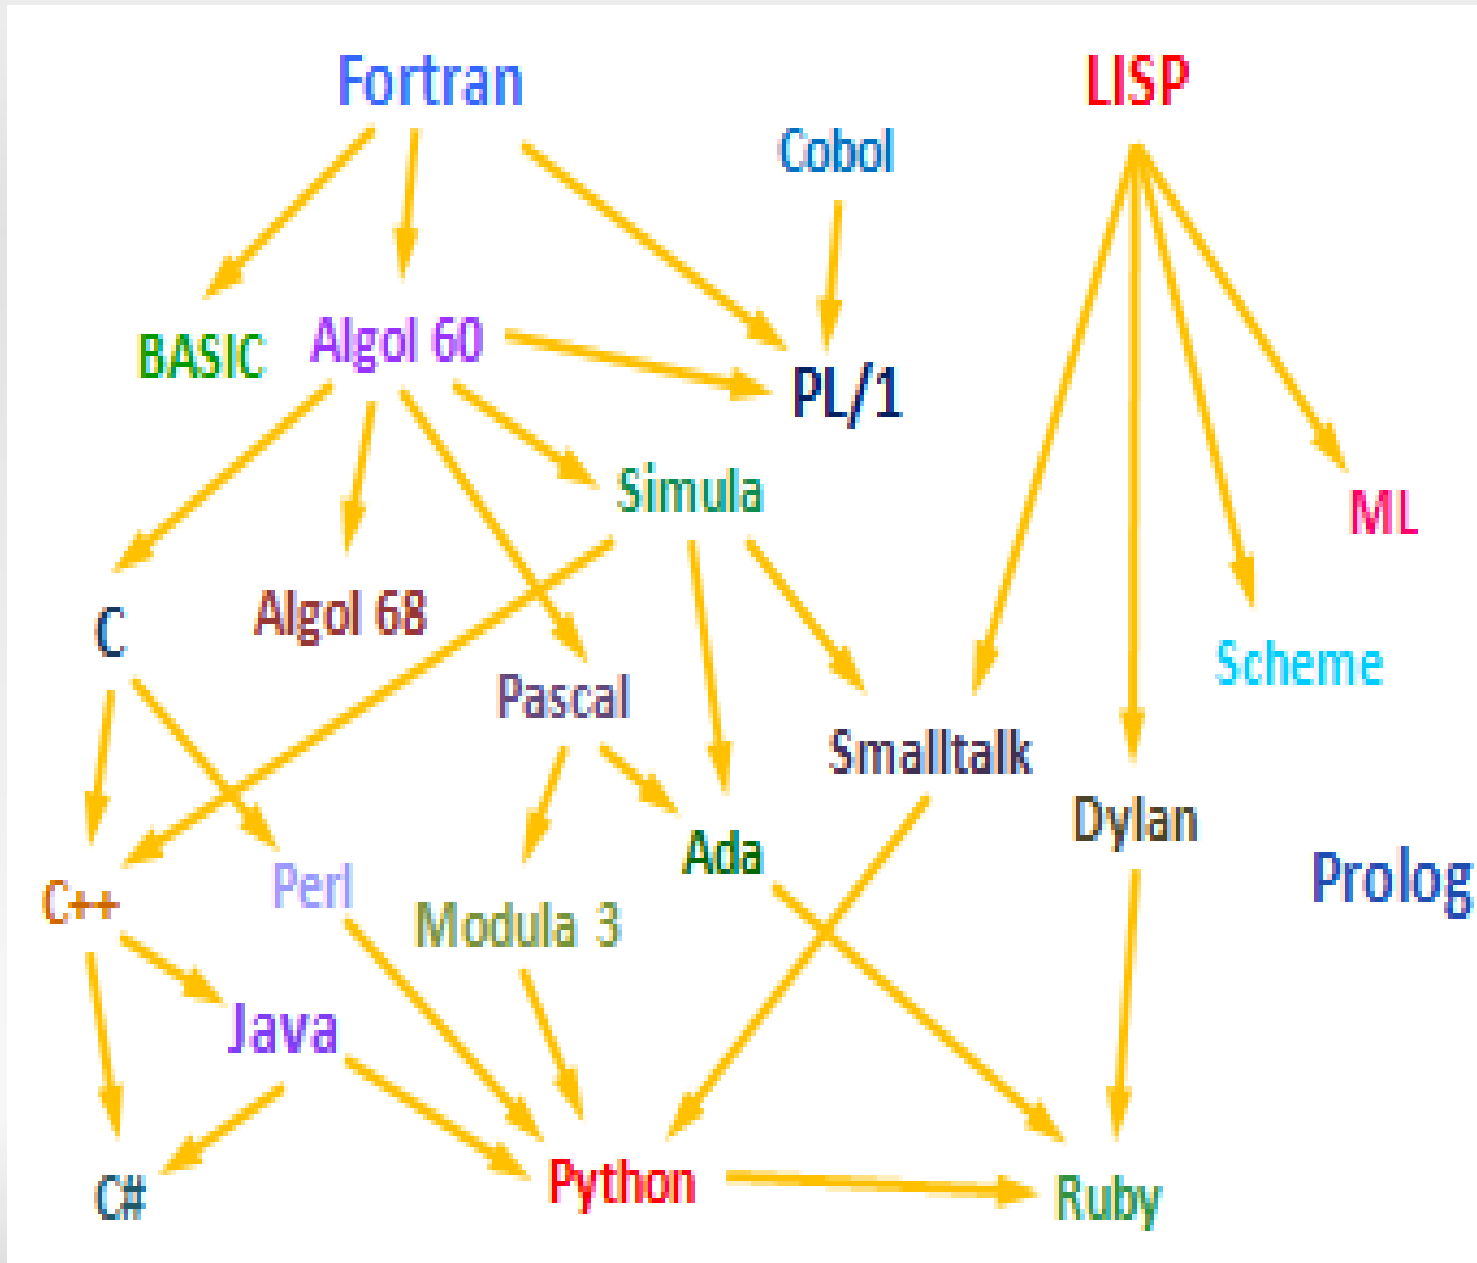 Fortran
LISP
Cobol
BASIC
Algol 60
PL/1
Simula
ML
C
Algol 68
Pascal
Scheme
Smalltalk
Dylan
Ada
Prolog
C++
Perl
Modula 3
Java
C#
Python
Ruby